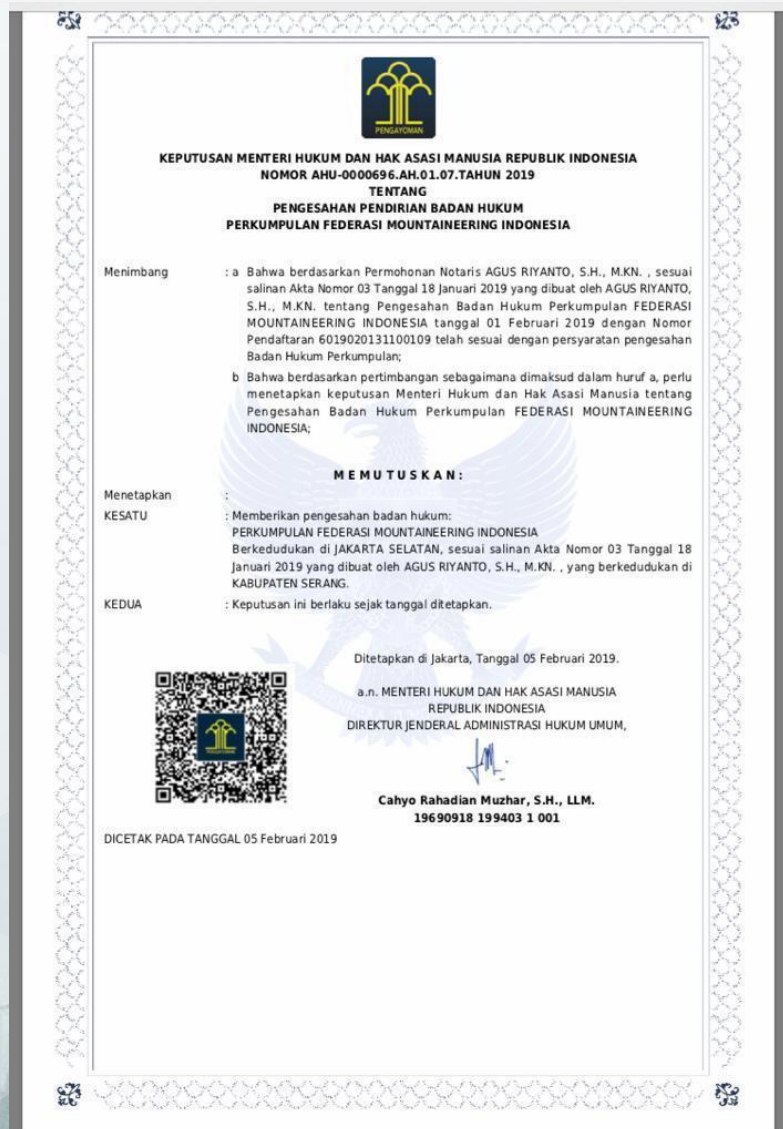 PENGAYOMAN
KEPUTUSAN MENTERI HUKUM DAN HAK ASASI MANUSIA REPUBLIK INDONESIA
NOMOR AHU-0000696.AH.01.07.TAHUN 2019
TENTANG
PENGESAHAN PENDIRIAN BADAN HUKUM
PERKUMPULAN FEDERASI MOUNTAINEERING INDONESIA
Menimbang : a Bahwa berdasarkan Permohonan Notaris AGUS RIYANTO, S.H., M.KN. , sesuai
salinan Akta Nomor 03 Tanggal 18 Januari 2019 yang dibuat oleh AGUS RIYANTO,
S.H., M.KN. tentang Pengesahan Badan Hukum Perkumpulan FEDERASI
MOUNTAINEERING INDONESIA tanggal 01 Februari 2019 dengan Nomor
Pendaftaran 6019020131100109 telah sesuai dengan persyaratan pengesahan
Badan Hukum Perkumpulan;
b Bahwa berdasarkan pertimbangan sebagaimana dimaksud dalam huruf a, perlu
menetapkan keputusan Menteri Hukum dan Hak Asasi Manusia tentang
Pengesahan Badan Hukum Perkumpulan FEDERASI MOUNTAINEERING
INDONESIA;
M E M U T U S K A N :
Menetapkan :
KESATU : Memberikan pengesahan badan hukum:
PERKUMPULAN FEDERASI MOUNTAINEERING INDONESIA
Berkedudukan di JAKARTA SELATAN, sesuai salinan Akta Nomor 03 Tanggal 18
Januari 2019 yang dibuat oleh AGUS RIYANTO, S.H., M.KN. , yang berkedudukan di
KABUPATEN SERANG.
KEDUA : Keputusan ini berlaku sejak tanggal ditetapkan.
Ditetapkan di Jakarta, Tanggal 05 Februari 2019.
a.n. MENTERI HUKUM DAN HAK ASASI MANUSIA
REPUBLIK INDONESIA
DIREKTUR JENDERAL ADMINISTRASI HUKUM UMUM,
PENGAYOMAN
Cahyo Rahadian Muzhar, S.H., LLM.
19690918 199403 1 001
DICETAK PADA TANGGAL 05 Februari 2019